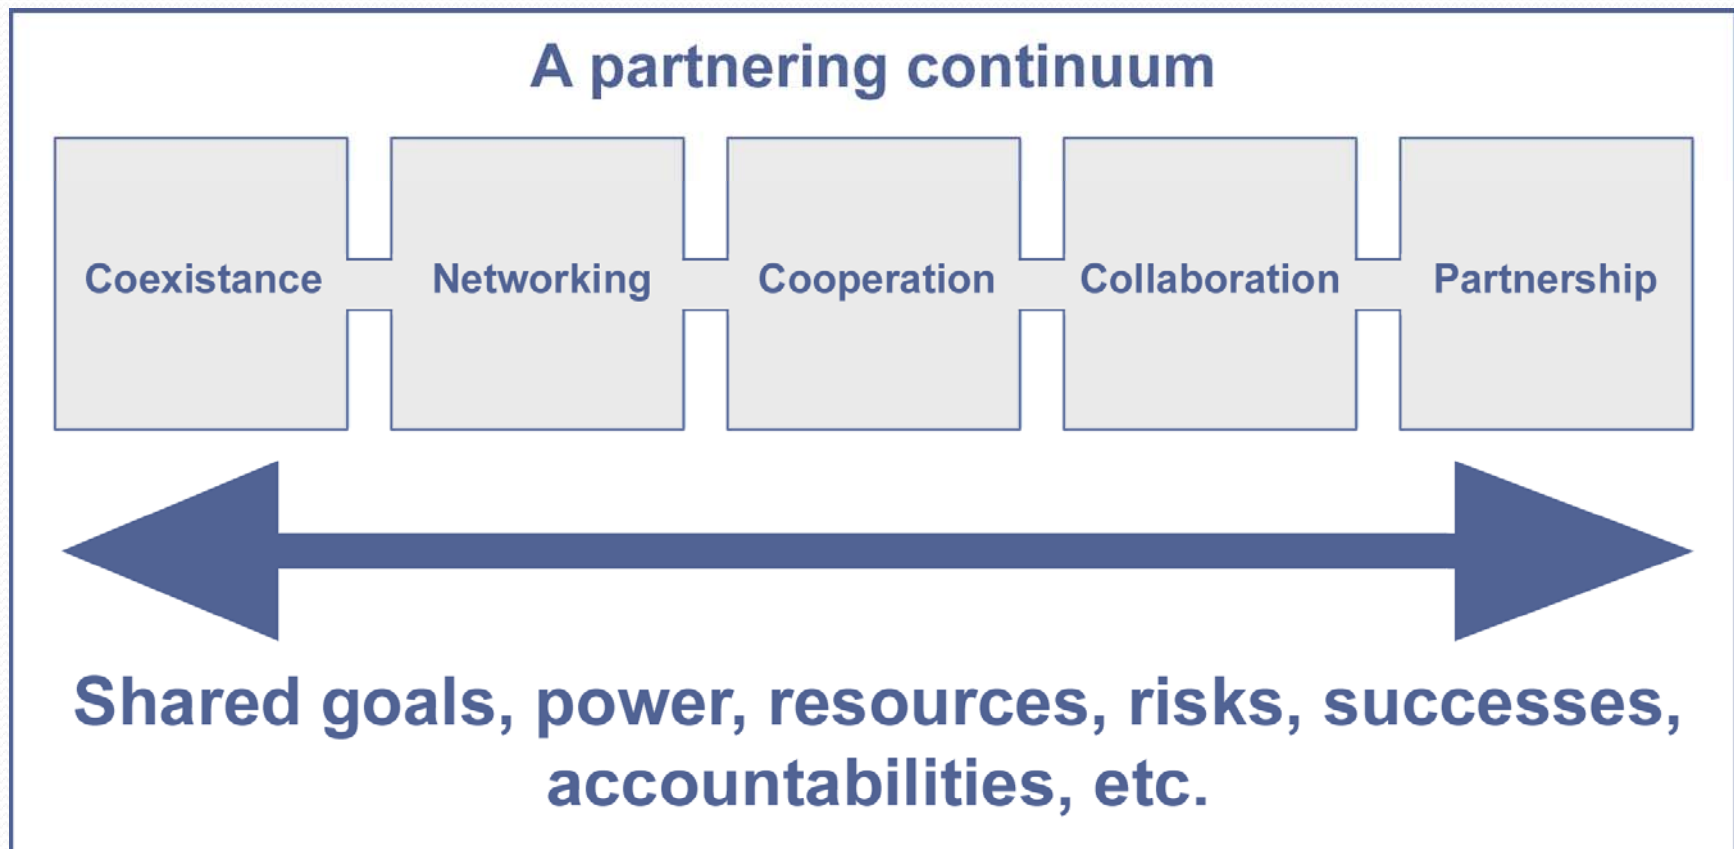 A partnering continuum
Coexistance
Networking
Cooperation
Collaboration
Partnership
Shared goals, power, resources, risks, successes,
accountabilities, etc.